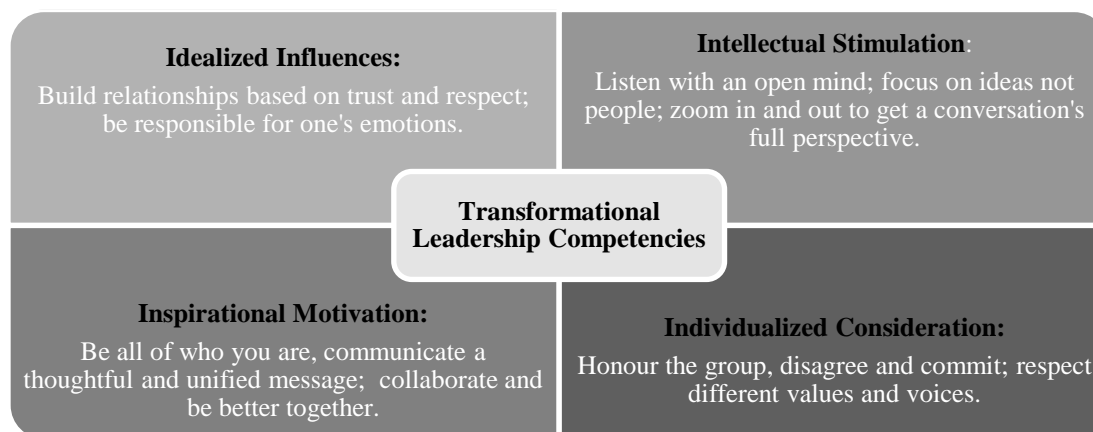 Idealized Influences:
Build relationships based on trust and respect;
be responsible for one's emotions.
Intellectual Stimulation:
Listen with an open mind; focus on ideas not
people; zoom in and out to get a conversation's
full perspective.
Transformational
Leadership Competencies
Inspirational Motivation:
Be all of who you are, communicate a
thoughtful and unified message;  collaborate and
be better together.
Individualized Consideration:
Honour the group, disagree and commit; respect
different values and voices.